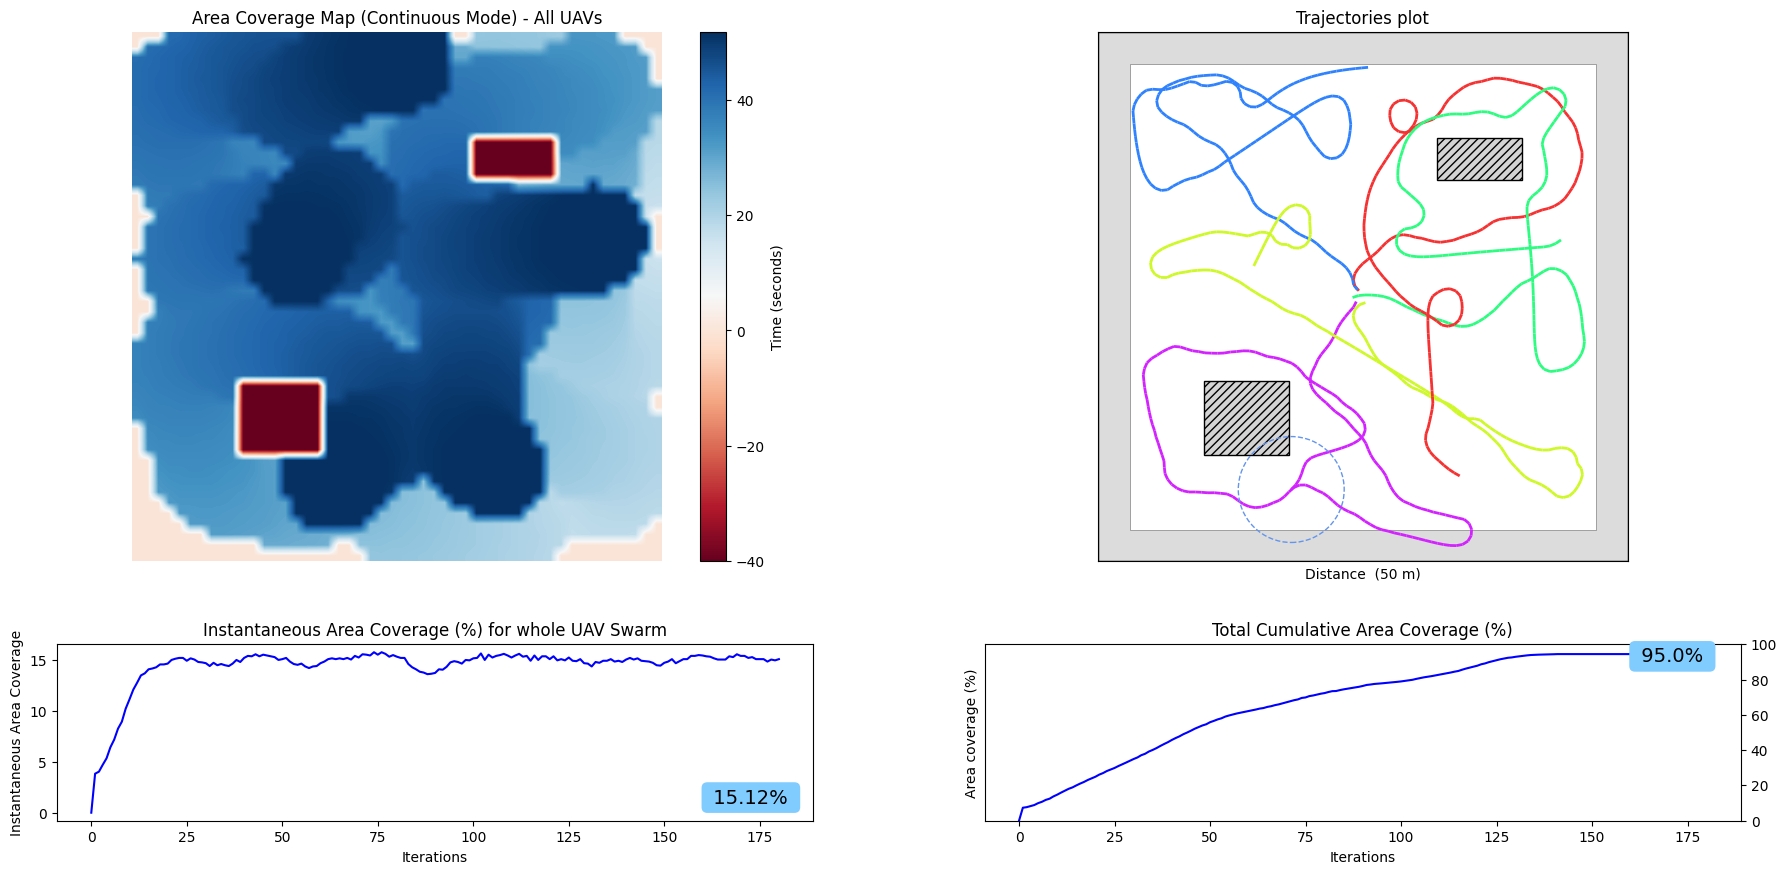 Area Coverage Map (Continuous Mode) - All UAVs
40
20
0
−20
−40
Time (seconds)
Trajectories plot
Distance  (50 m)
Instantaneous Area Coverage (%) for whole UAV Swarm
Instantaneous Area Coverage
15
10
5
0
15.12%
0 25 50 75 100 125 150 175
Iterations
Total Cumulative Area Coverage (%)
Area coverage (%)
100
80
60
40
20
0
95.0%
0 25 50 75 100 125 150 175
Iterations